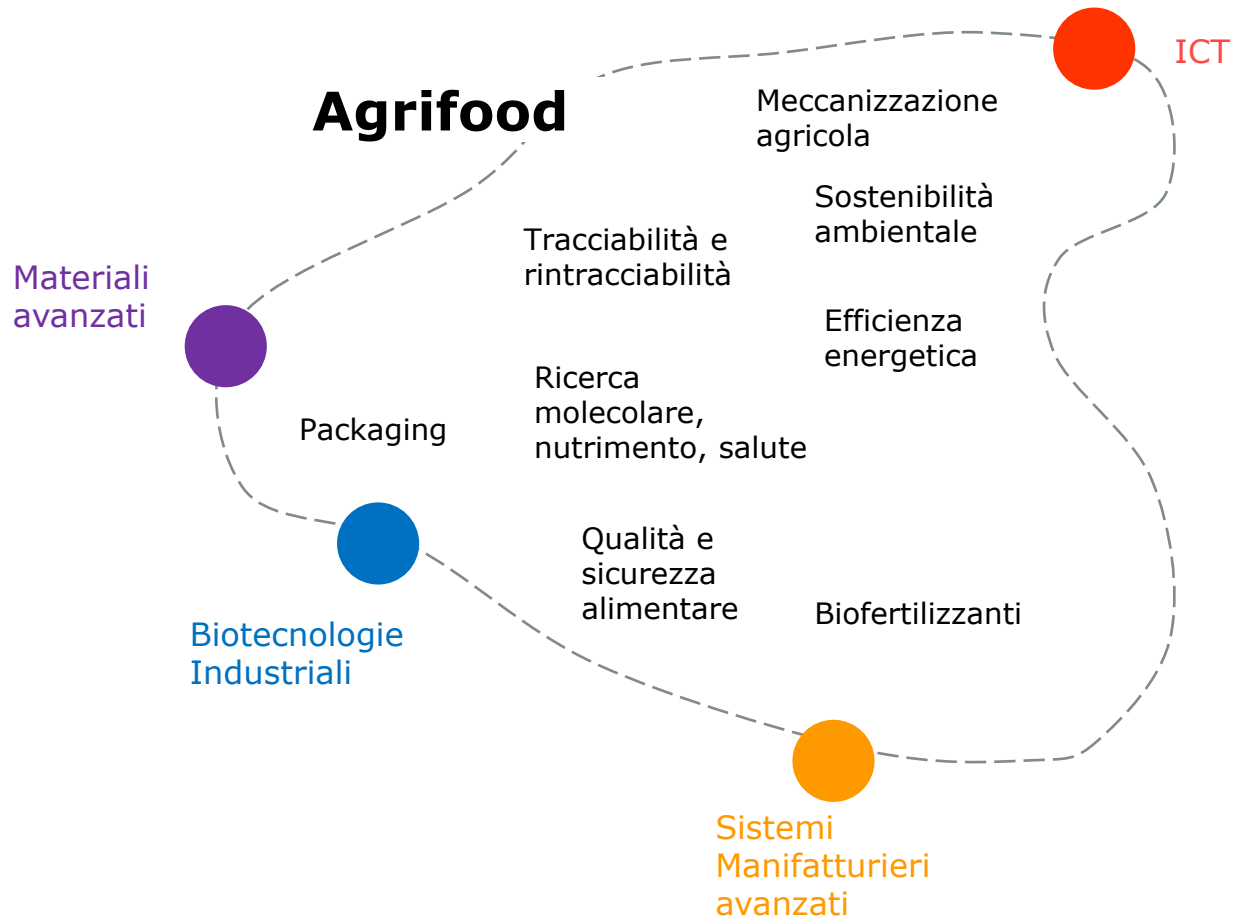 ICT
Agrifood
Meccanizzazione
agricola
Sostenibilità
ambientale
Tracciabilità e
rintracciabilità
Materiali
avanzati
Efficienza
energetica
Ricerca
molecolare,
nutrimento, salute
Packaging
Qualità e
sicurezza
alimentare
Biofertilizzanti
Biotecnologie
Industriali
Sistemi
Manifatturieri
avanzati